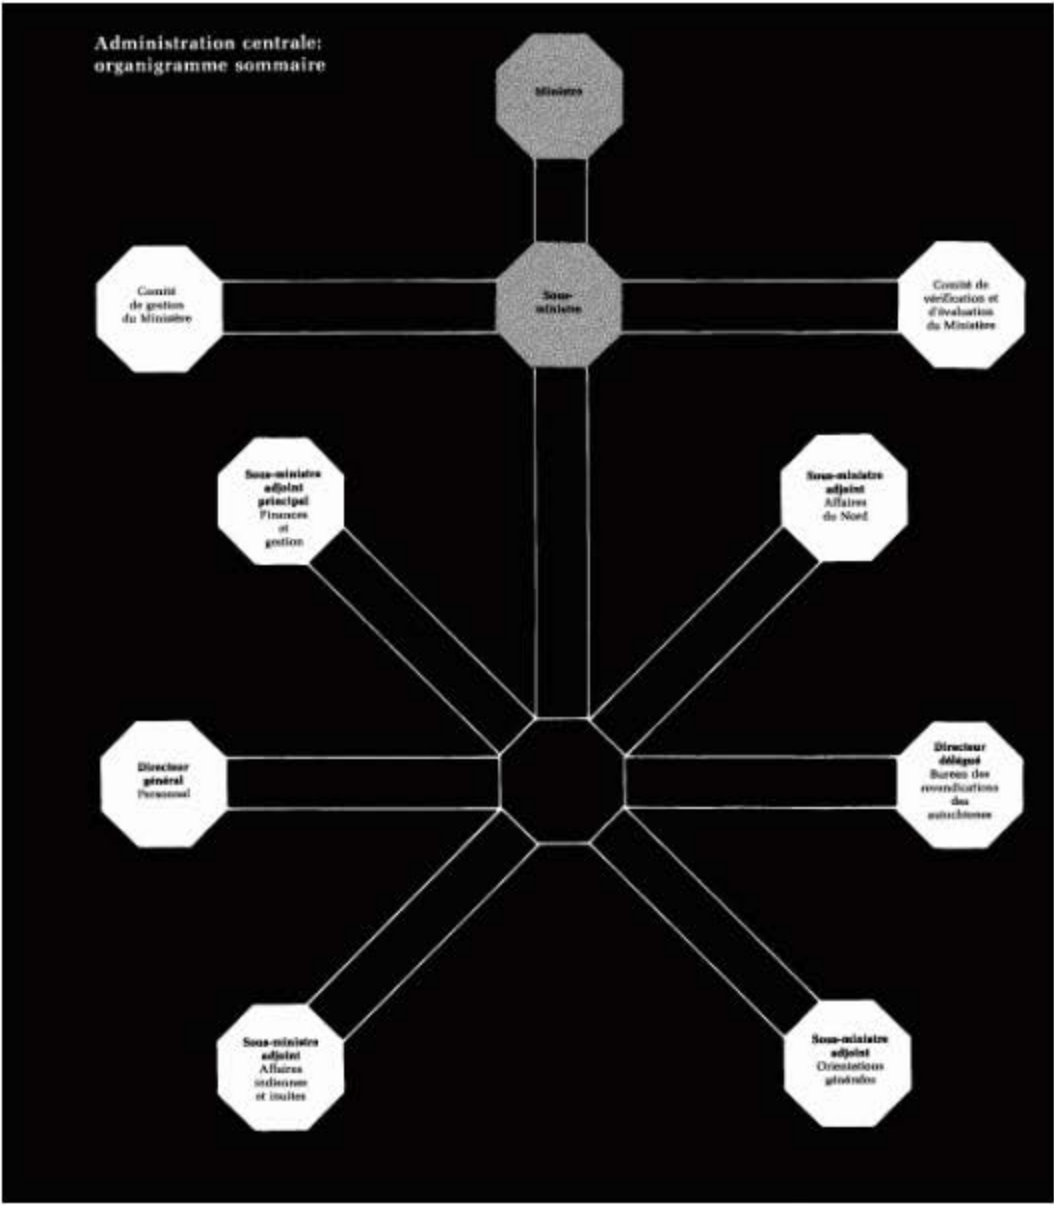 Administration centrale:
organigramme sommaire
Ministre
Comité
de gestion
du Ministère
Sous-
ministre
Comité de
vérification et
d'évaluation
du Ministère
Sous-ministre
adjoint
principal
Finances
et
gestion
Sous-ministre
adjoint
Affaires
du Nord
Directeur
général
Personnel
Directeur
délégué
Bureau des
revendications
des
autochtones
Sous-ministre
adjoint
Affaires
indiennes
et inuites
Sous-ministre
adjoint
Orientations
générales